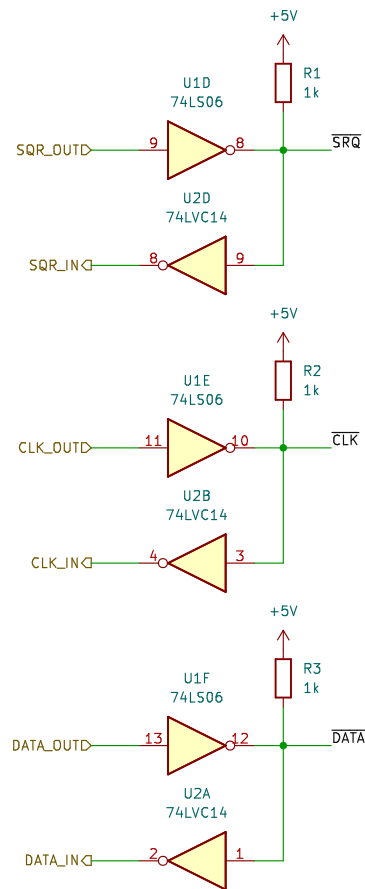 +5V
R1
1k
U1D
74LS06
SQR_OUT
9
8
SRQ
U2D
74LVC14
SQR_IN
8
9
+5V
R2
1k
U1E
74LS06
CLK_OUT
11
10
CLK
U2B
74LVC14
CLK_IN
4
3
+5V
R3
1k
U1F
74LS06
DATA_OUT
13
12
DATA
U2A
74LVC14
DATA_IN
2
1